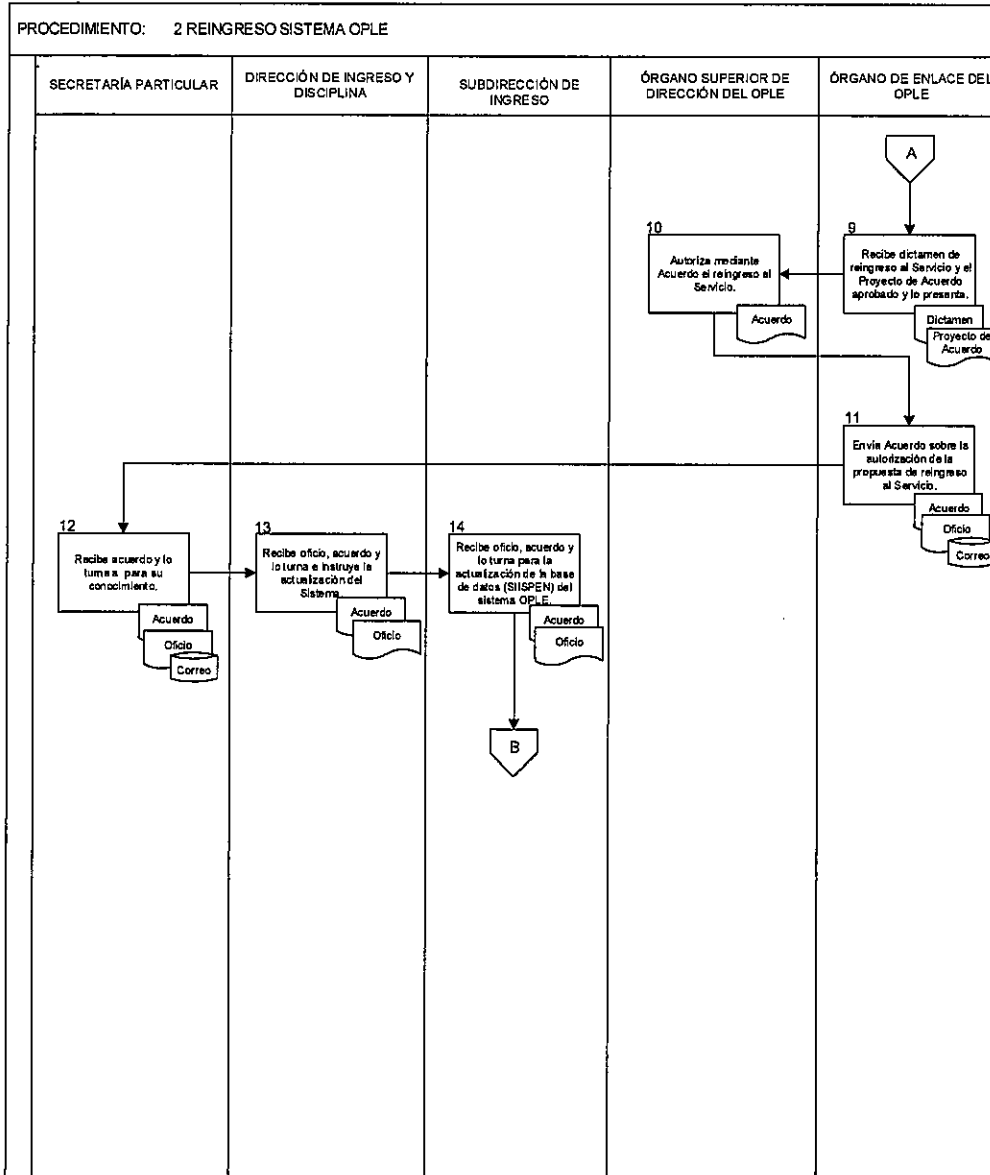 PROCEDIMIENTO: 2 REINGRESO SISTEMA OPLE
SECRETARÍA PARTICULAR
DIRECCIÓN DE INGRESO Y
DISCIPLINA
SUBDIRECCIÓN DE
INGRESO
ÓRGANO SUPERIOR DE
DIRECCIÓN DEL OPLE
ÓRGANO DE ENLACE DEL
OPLE
A
9
Recibe dictamen de
reingreso al Servicio y el
Proyecto de Acuerdo
aprobado y lo presenta.
Dictamen
Proyecto de
Acuerdo
10
Autoriza mediante
Acuerdo el reingreso al
Servicio.
Acuerdo
11
Envía Acuerdo sobre la
autorización de la
propuesta de reingreso
al Servicio.
Acuerdo
Oficio
Correo
12
Recibe acuerdo y lo
turna a para su
conocimiento.
Acuerdo
Oficio
Correo
13
Recibe oficio, acuerdo y
lo turna e instruye la
actualización del
Sistema.
Acuerdo
Oficio
14
Recibe oficio, acuerdo y
lo turna para la
actualización de la base
de datos (SIISPEN) del
sistema OPLE.
Acuerdo
Oficio
B